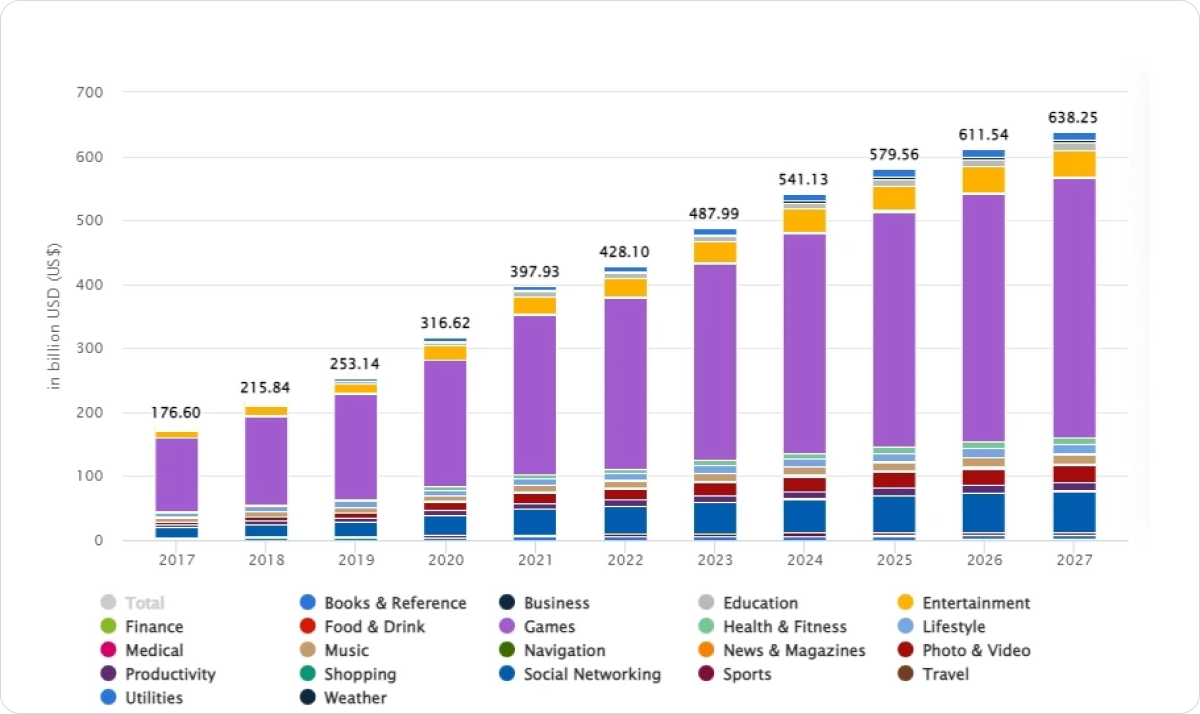 700
638.25
611.54
600
579.56
541.13
500
487.99
428.10
400
397.93
316.62
300
253.14
215.84
200
176.60
100
0
in billion USD (US$)
2017 2018 2019 2020 2021 2022 2023 2024 2025 2026 2027
Total Books & Reference Business Education Entertainment
Finance Food & Drink Games Health & Fitness Lifestyle
Medical Music Navigation News & Magazines Photo & Video
Productivity Shopping Social Networking Sports Travel
Utilities Weather